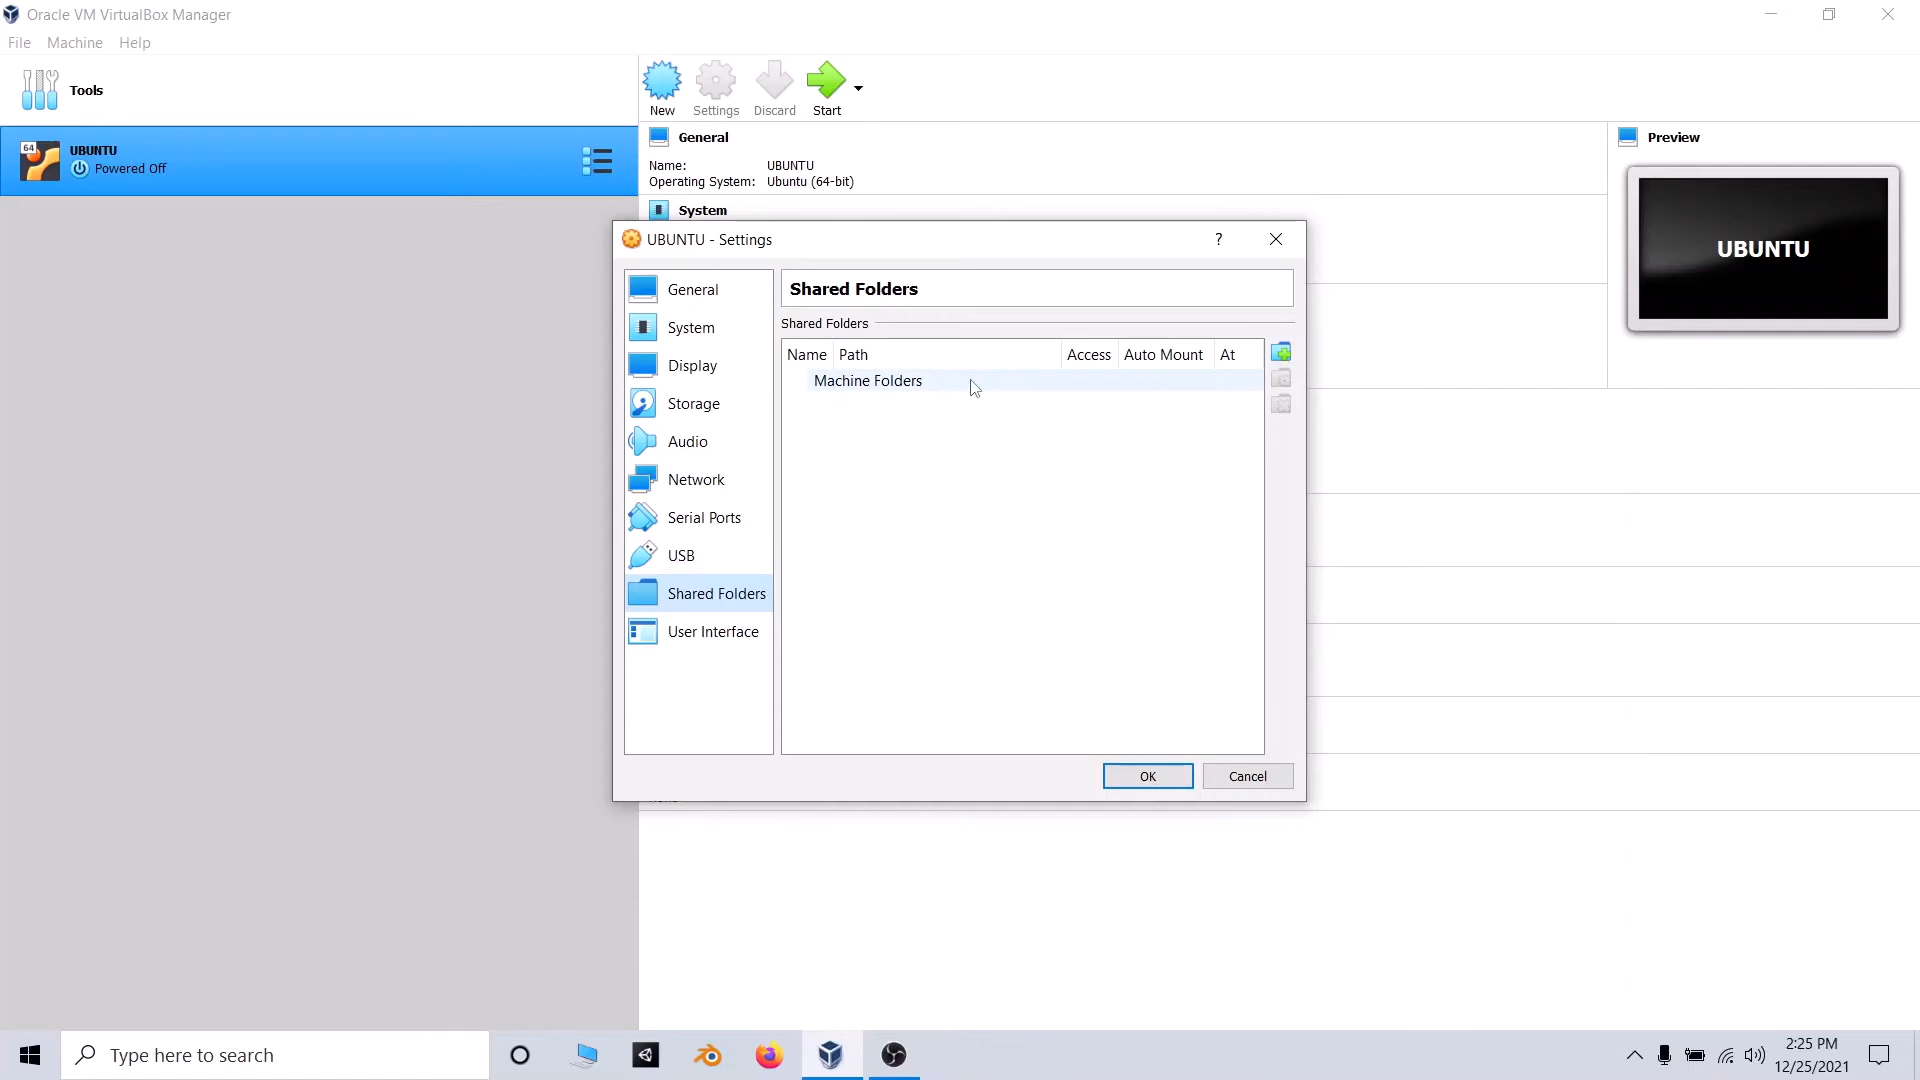 Oracle VM VirtualBox Manager
File Machine Help
Tools
New Settings Discard Start
64
UBUNTU
Powered Off
General
Name: UBUNTU
Operating System: Ubuntu (64-bit)
System
Preview
UBUNTU
UBUNTU - Settings
?
General
System
Display
Storage
Audio
Network
Serial Ports
USB
Shared Folders
User Interface
Shared Folders
Shared Folders
Name Path Access Auto Mount At
Machine Folders
OK Cancel
Type here to search
2:25 PM
12/25/2021